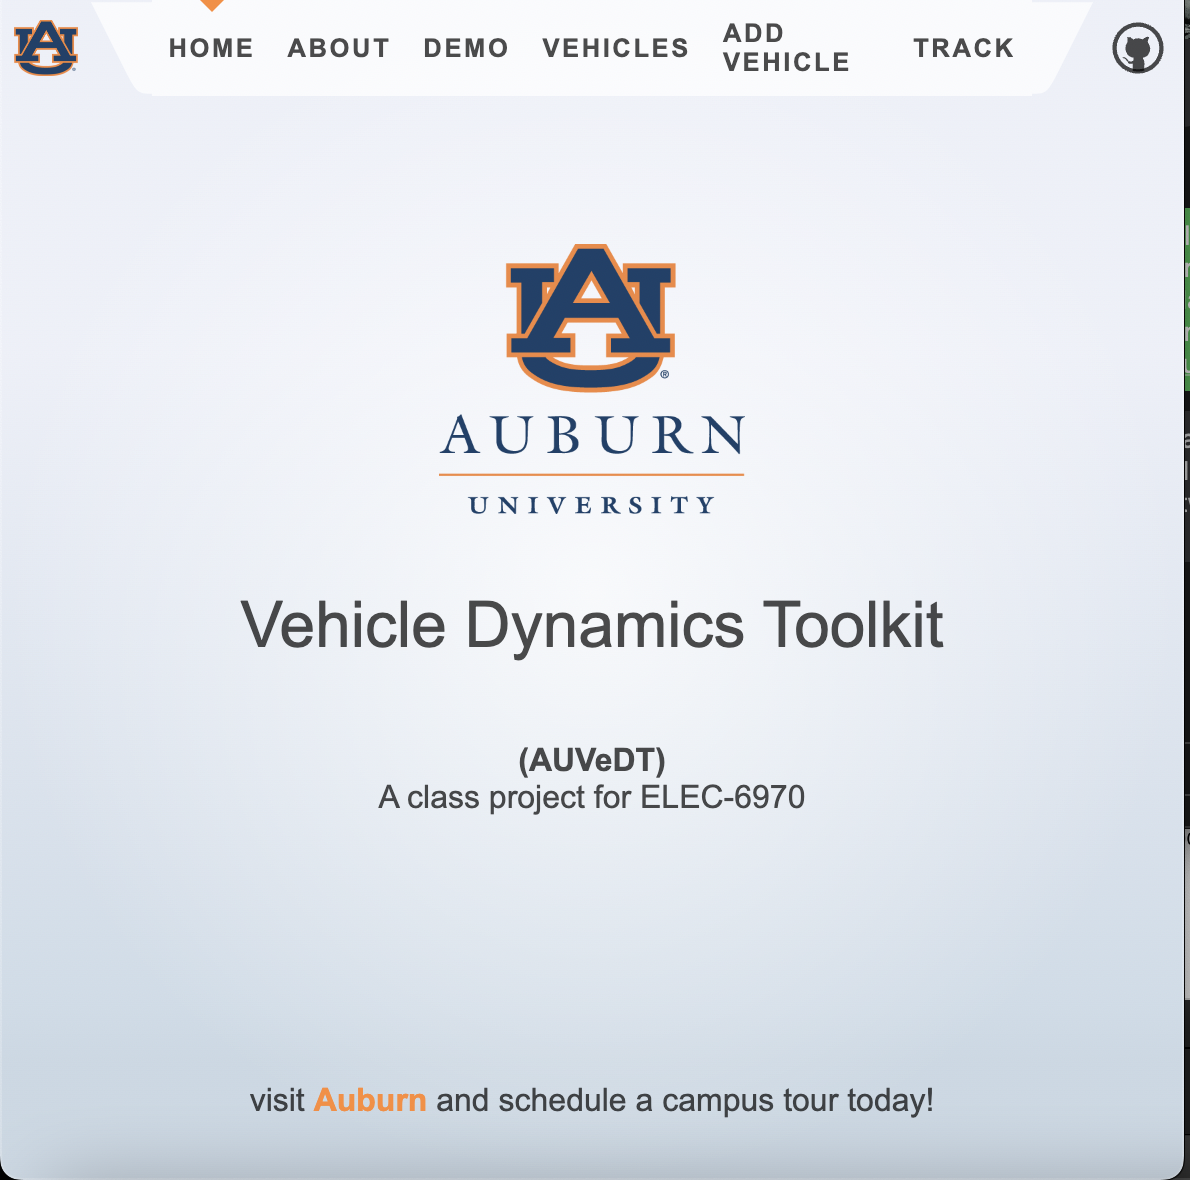 HOME ABOUT DEMO VEHICLES ADD VEHICLE TRACK
AU
®
AUBURN
UNIVERSITY
Vehicle Dynamics Toolkit
(AUVeDT)
A class project for ELEC-6970
visit Auburn and schedule a campus tour today!